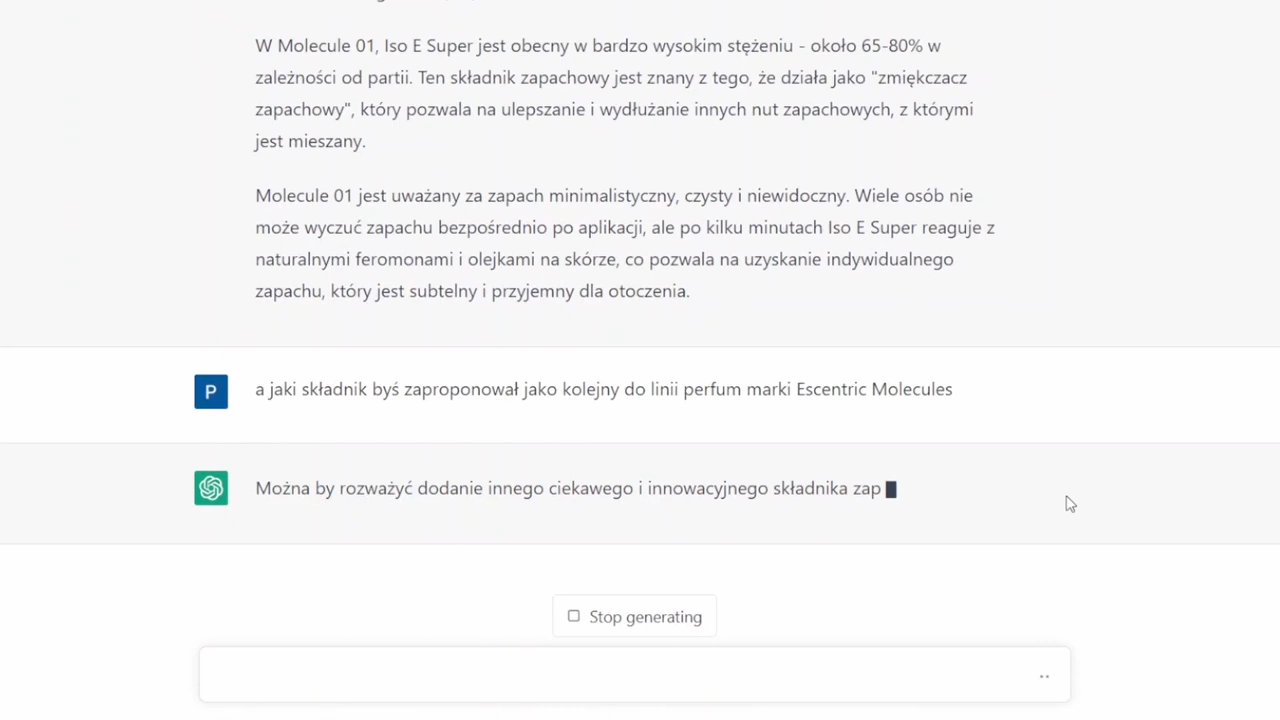 W Molecule 01, Iso E Super jest obecny w bardzo wysokim stężeniu - około 65-80% w
zależności od partii. Ten składnik zapachowy jest znany z tego, że działa jako "zmiękczacz
zapachowy", który pozwala na ulepszanie i wydłużanie innych nut zapachowych, z którymi
jest mieszany.
Molecule 01 jest uważany za zapach minimalistyczny, czysty i niewidoczny. Wiele osób nie
może wyczuć zapachu bezpośrednio po aplikacji, ale po kilku minutach Iso E Super reaguje z
naturalnymi feromonami i olejkami na skórze, co pozwala na uzyskanie indywidualnego
zapachu, który jest subtelny i przyjemny dla otoczenia.
P
a jaki składnik byś zaproponował jako kolejny do linii perfum marki Escentric Molecules
Można by rozważyć dodanie innego ciekawego i innowacyjnego składnika zap
Stop generating